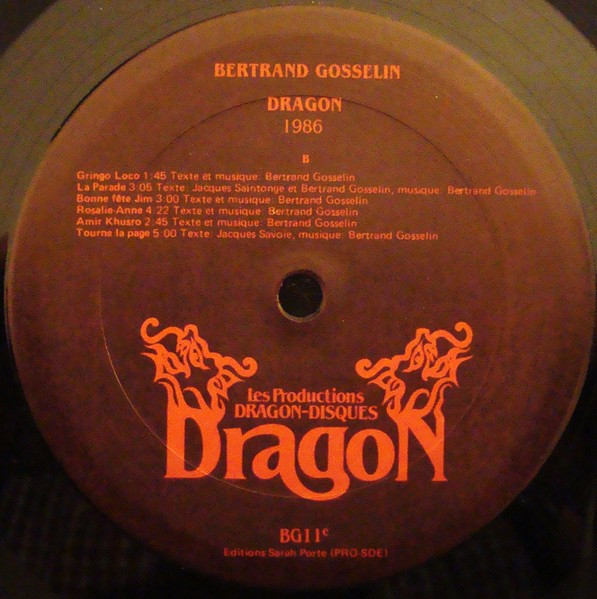 BERTRAND GOSSELIN
DRAGON
1986
B
Gringo Loco 1:45 Texte et musique: Bertrand Gosselin
La Parade 3:05 Texte: Jacques Saintonge et Bertrand Gosselin, musique: Bertrand Gosselin
Bonne fête Jim 3:00 Texte et musique: Bertrand Gosselin
Rosalie-Anne 4:22 Texte et musique: Bertrand Gosselin
Amir Khusro 2:45 Texte et musique: Bertrand Gosselin
Tourne la page 5:00 Texte: Jacques Savoie, musique: Bertrand Gosselin
Les Productions
DRAGON-DISQUES
DragoN
BG11e
Editions Sarah Porte (PRO-SDE)